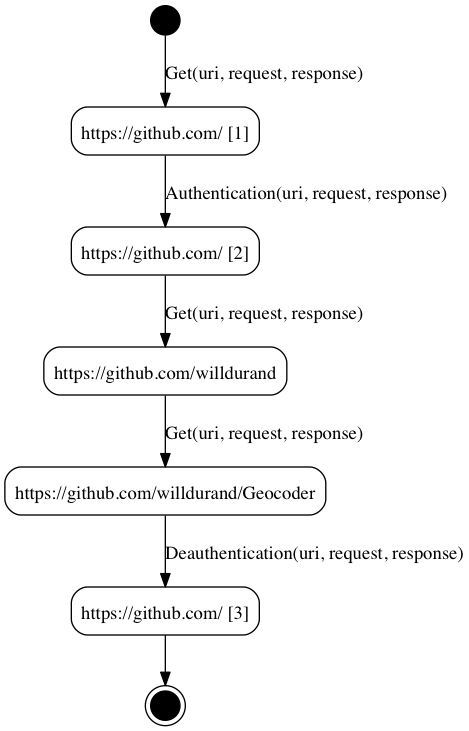 Get(uri, request, response)
https://github.com/ [1]
Authentication(uri, request, response)
https://github.com/ [2]
Get(uri, request, response)
https://github.com/willdurand
Get(uri, request, response)
https://github.com/willdurand/Geocoder
Deauthentication(uri, request, response)
https://github.com/ [3]